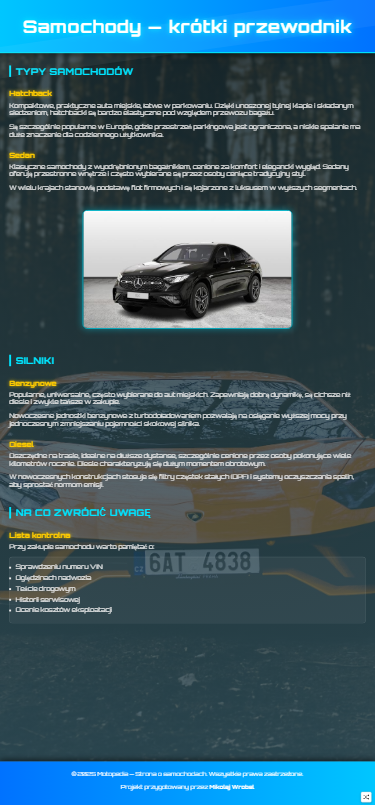 Samochody – krótki przewodnik
TYPY SAMOCHODÓW
Hatchback
Kompaktowe, praktyczne auta miejskie, łatwe w parkowaniu. Dzięki unoszonej tylnej klapie i składanym
siedzeniom, hatchbacki są bardzo elastyczne pod względem przewozu bagażu.
Są szczególnie popularne w Europie, gdzie przestrzeń parkingowa jest ograniczona, a niskie spalanie ma
duże znaczenie dla codziennego użytkownika.
Sedan
Klasyczne samochody z wyodrębnionym bagażnikiem, cenione za komfort i elegancki wygląd. Sedany
oferują przestronne wnętrze i często wybierane są przez osoby ceniące tradycyjny styl.
W wielu krajach stanowią podstawę flot firmowych i są kojarzone z luksusem w wyższych segmentach.
SILNIKI
Benzynowe
Popularne, uniwersalne, często wybierane do aut miejskich. Zapewniają dobrą dynamikę, są cichsze niż
diesle i zwykle tańsze w zakupie.
Nowoczesne jednostki benzynowe z turbodoładowaniem pozwalają na osiąganie wyższej mocy przy
jednoczesnym zmniejszeniu pojemności skokowej silnika.
Diesel
Oszczędne na trasie, idealne na dłuższe dystanse, szczególnie cenione przez osoby pokonujące wiele
kilometrów rocznie. Diesle charakteryzują się dużym momentem obrotowym.
W nowoczesnych konstrukcjach stosuje się filtry cząstek stałych (DPF) i systemy oczyszczania spalin,
aby sprostać normom emisji.
NA CO ZWRÓCIĆ UWAGĘ
Lista kontrolna
Przy zakupie samochodu warto pamiętać o:
• Sprawdzeniu numeru VIN
• Oględzinach nadwozia
• Teście drogowym
• Historii serwisowej
• Ocenie kosztów eksploatacji
CZ 6AT 4838
© 2025 Motopedia — Strona o samochodach. Wszystkie prawa zastrzeżone.
Projekt przygotowany przez Mikołaj Wróbel.